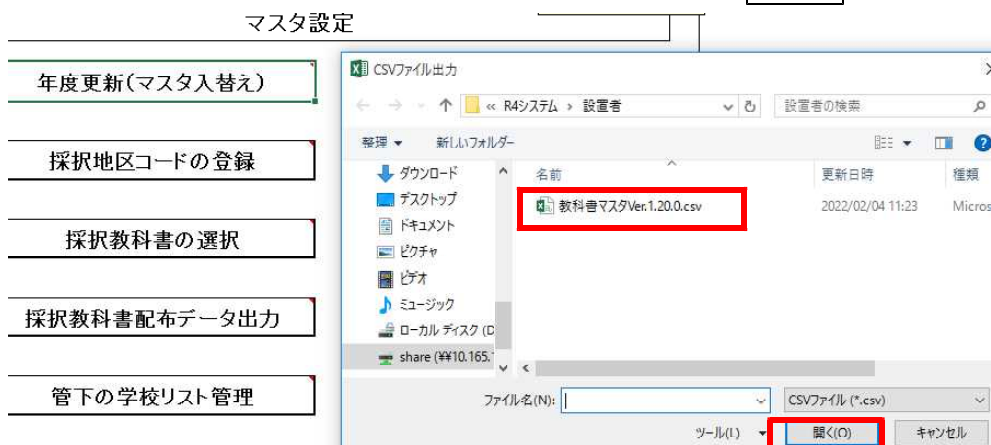 マスタ設定
年度更新(マスタ入替え)
採択地区コードの登録
採択教科書の選択
採択教科書配布データ出力
管下の学校リスト管理
CSVファイル出力
« R4システム › 設置者
設置者の検索
整理
新しいフォルダー
ダウンロード
デスクトップ
ドキュメント
ピクチャ
ビデオ
ミュージック
ローカル ディスク (D
share (¥¥10.165.
名前
更新日時
種類
教科書マスタVer.1.20.0.csv
2022/02/04 11:23
Micros
ファイル名(N):
CSVファイル (*.csv)
ツール(L)
開く(O)
キャンセル